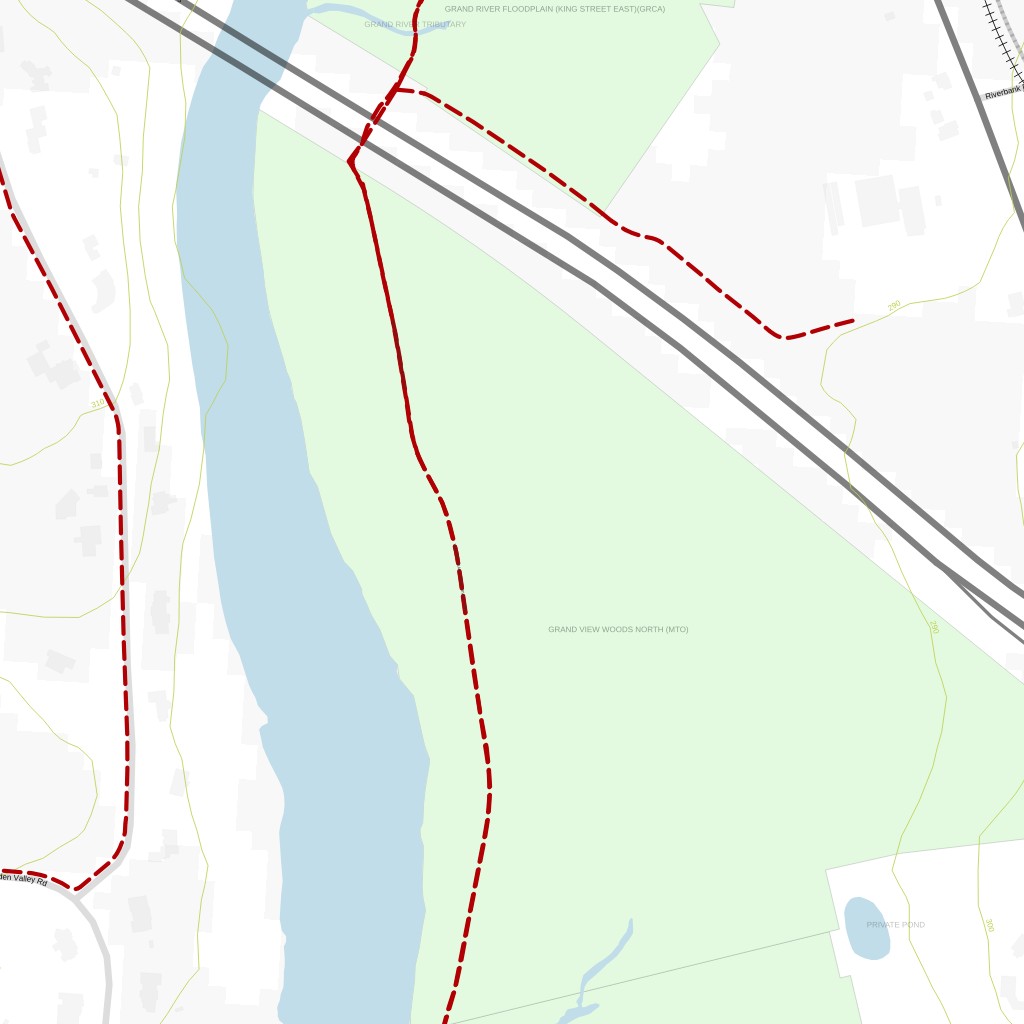 GRAND RIVER FLOODPLAIN (KING STREET EAST)(GRCA)
GRAND RIVER TRIBUTARY
Riverbank
290
310
GRAND VIEW WOODS NORTH (MTO)
290
den Valley Rd
PRIVATE POND
300